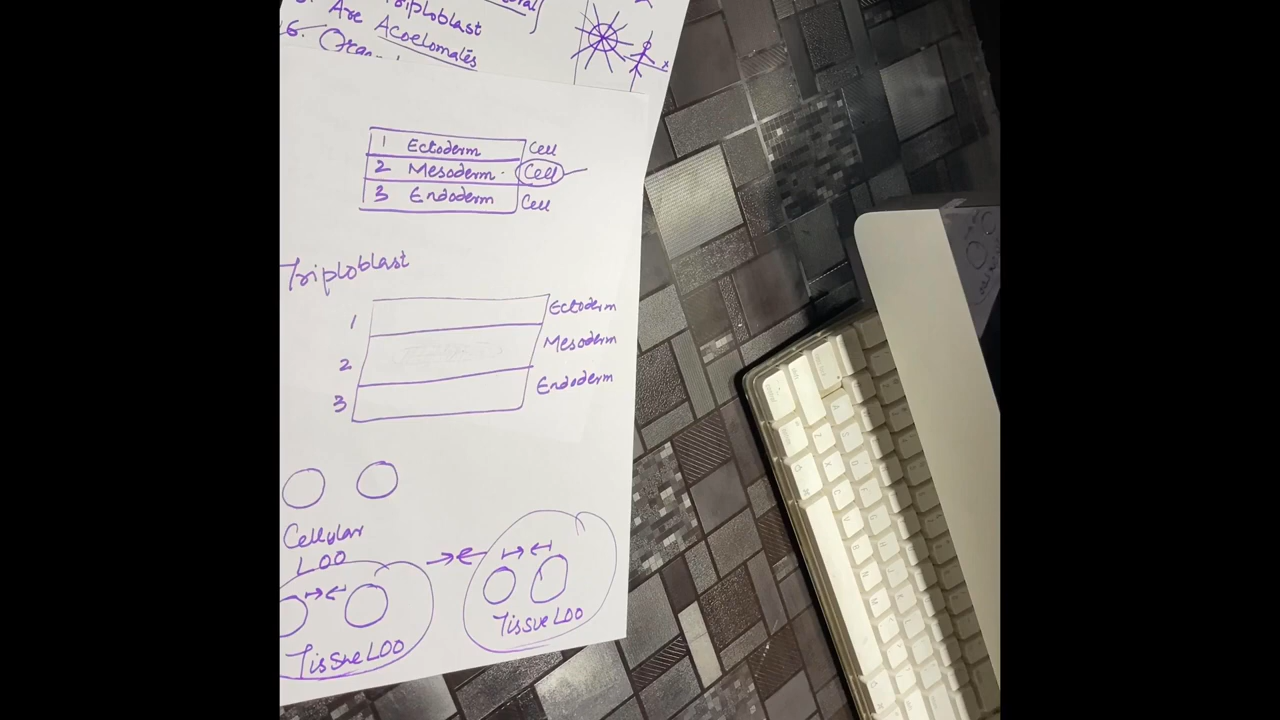 Are Triploblast
6. Acoelomates
1 Ectoderm Cell
2 Mesoderm. Cell
3 Endoderm Cell
Triploblast
1 Ectoderm
2 Mesoderm
3 Endoderm
Cellular
LOO
Tissue LOO
Tissue LOO